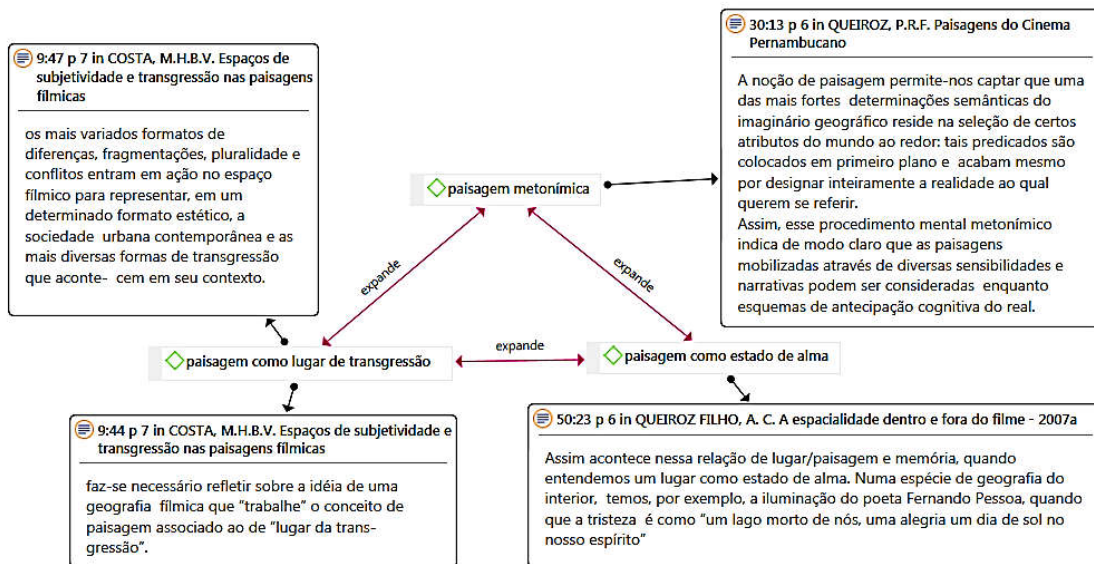 9:47 p 7 in COSTA, M.H.B.V. Espaços de
subjetividade e transgressão nas paisagens
fílmicas
os mais variados formatos de
diferenças, fragmentações, pluralidade e
conflitos entram em ação no espaço
fílmico para representar, em um
determinado formato estético, a
sociedade urbana contemporânea e as
mais diversas formas de transgressão
que aconte- cem em seu contexto.
30:13 p 6 in QUEIROZ, P.R.F. Paisagens do Cinema
Pernambucano
A noção de paisagem permite-nos captar que uma
das mais fortes determinações semânticas do
imaginário geográfico reside na seleção de certos
atributos do mundo ao redor: tais predicados são
colocados em primeiro plano e acabam mesmo
por designar inteiramente a realidade ao qual
querem se referir.
Assim, esse procedimento mental metonímico
indica de modo claro que as paisagens
mobilizadas através de diversas sensibilidades e
narrativas podem ser consideradas enquanto
esquemas de antecipação cognitiva do real.
paisagem metonímica
expande
expande
paisagem como lugar de transgressão
expande
paisagem como estado de alma
9:44 p 7 in COSTA, M.H.B.V. Espaços de subjetividade e
transgressão nas paisagens fílmicas
faz-se necessário refletir sobre a idéia de uma
geografia fílmica que “trabalhe” o conceito de
paisagem associado ao de “lugar da trans-
gressão”.
50:23 p 6 in QUEIROZ FILHO, A. C. A espacialidade dentro e fora do filme - 2007a
Assim acontece nessa relação de lugar/paisagem e memória, quando
entendemos um lugar como estado de alma. Numa espécie de geografia do
interior, temos, por exemplo, a iluminação do poeta Fernando Pessoa, quando
que a tristeza é como “um lago morto de nós, uma alegria um dia de sol no
nosso espírito”